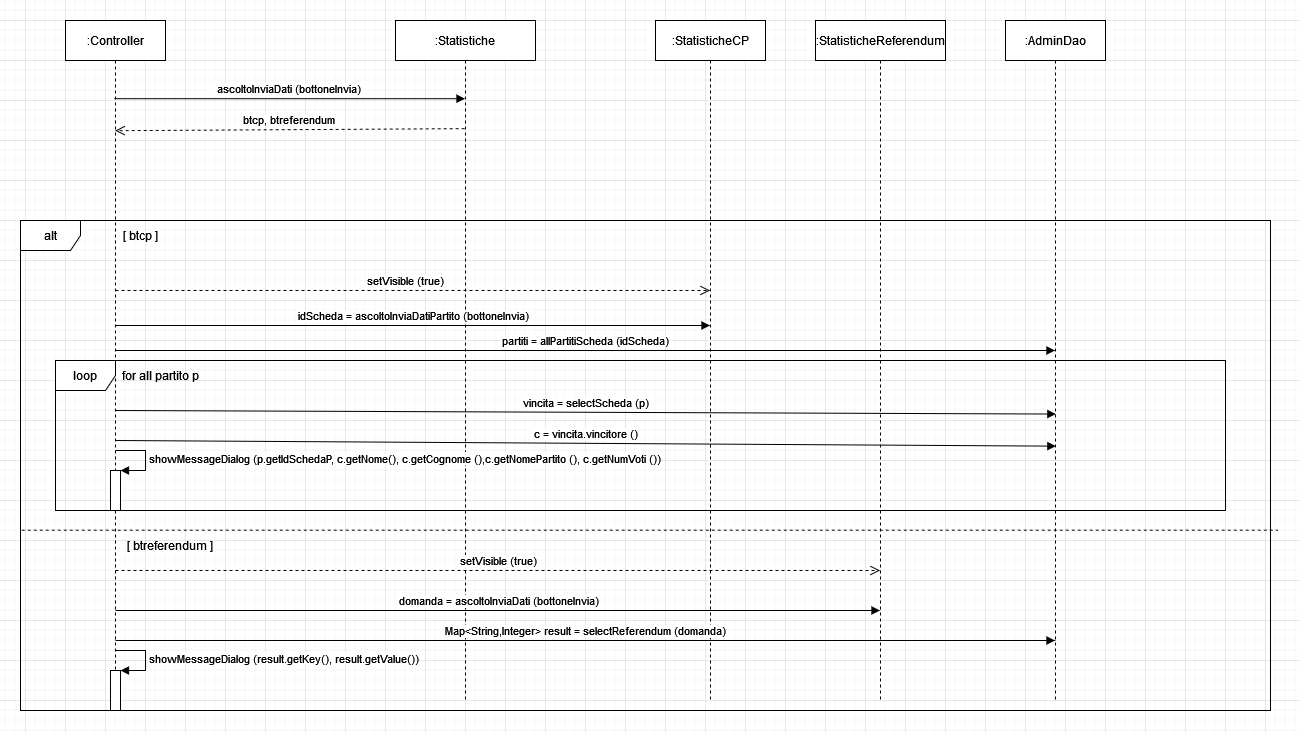 :Controller
:Statistiche
:StatisticheCP
:StatisticheReferendum
:AdminDao
ascoltoInviaDati (bottoneInvia)
btcp, btreferendum
alt
[ btcp ]
setVisible (true)
idScheda = ascoltoInviaDatiPartito (bottoneInvia)
partiti = allPartitiScheda (idScheda)
loop
for all partito p
vincita = selectScheda (p)
c = vincita.vincitore ()
showMessageDialog (p.getIdSchedaP, c.getNome(), c.getCognome (),c.getNomePartito (), c.getNumVoti ())
[ btreferendum ]
setVisible (true)
domanda = ascoltoInviaDati (bottoneInvia)
Map<String,Integer> result = selectReferendum (domanda)
showMessageDialog (result.getKey(), result.getValue())